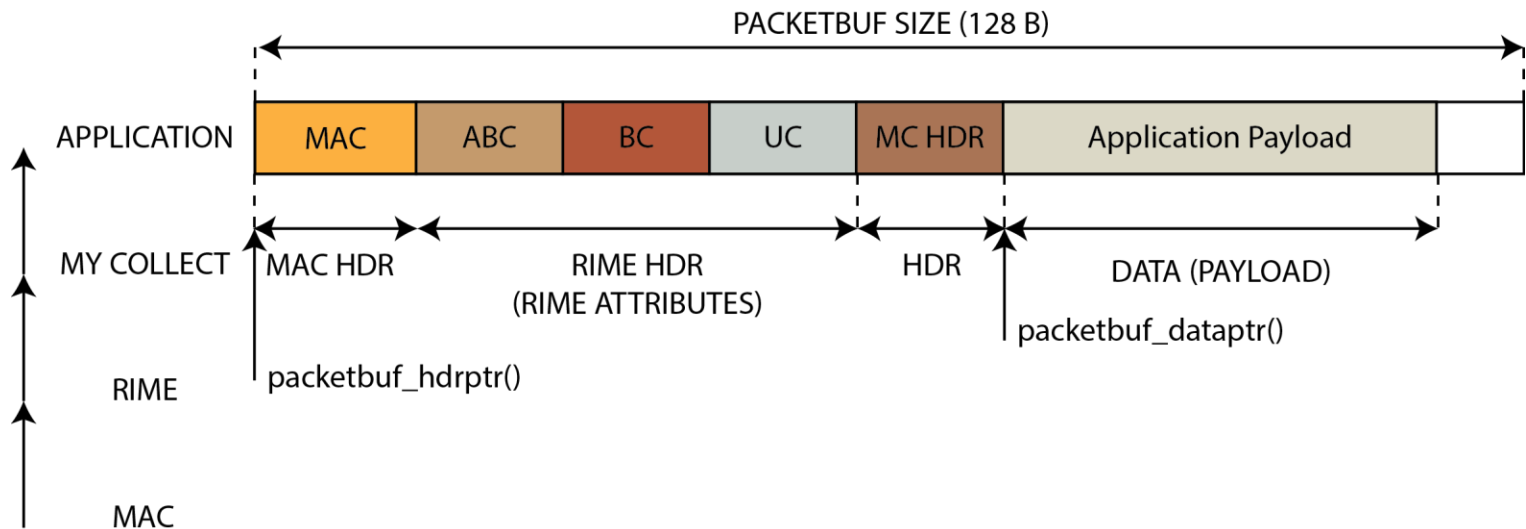 PACKETBUF SIZE (128 B)
APPLICATION MAC ABC BC UC MC HDR Application Payload
MY COLLECT MAC HDR RIME HDR HDR DATA (PAYLOAD)
(RIME ATTRIBUTES)
packetbuf_dataptr()
packetbuf_hdrptr()
RIME
MAC